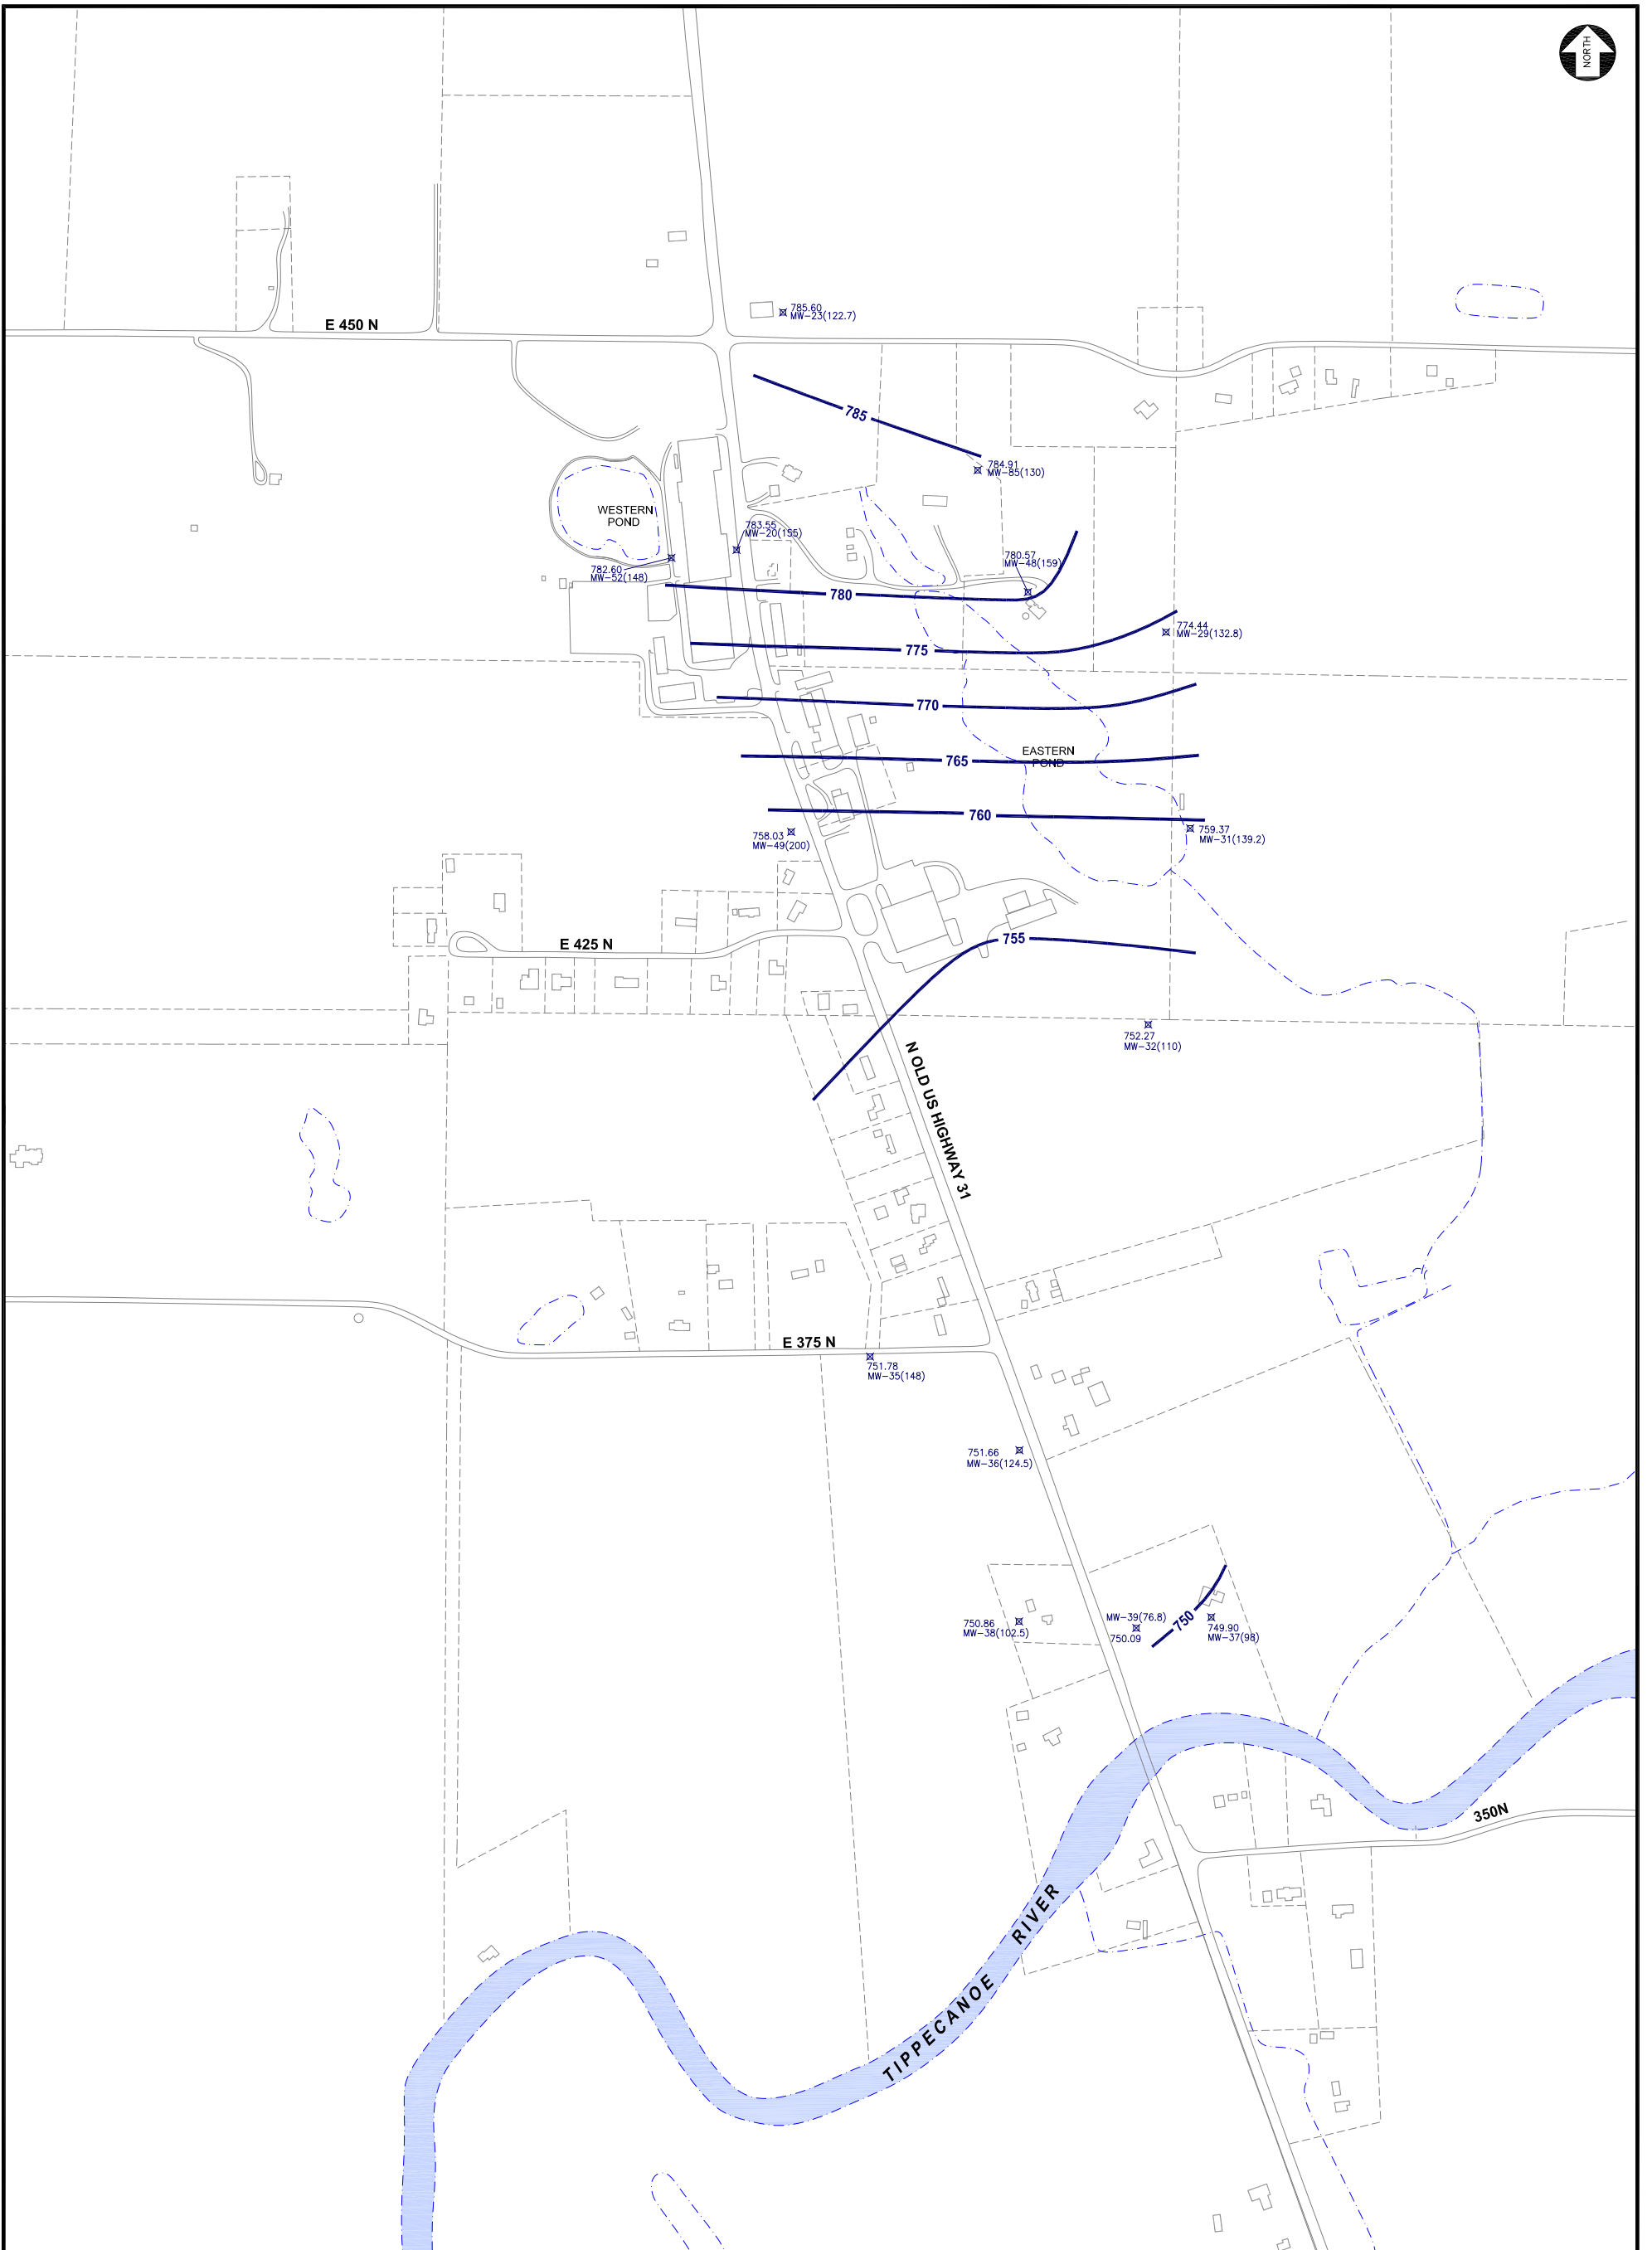 NORTH
785.60
MW-23(122.7)
E 450 N
785
784.91
MW-85(130)
WESTERN
POND
783.55
MW-20(155)
782.60
MW-52(148)
780.57
MW-48(159)
780
774.44
MW-29(132.8)
775
770
EASTERN
POND
765
760
758.03
MW-49(200)
759.37
MW-31(139.2)
E 425 N
755
752.27
MW-32(110)
N OLD US HIGHWAY 31
E 375 N
751.78
MW-35(148)
751.66
MW-36(124.5)
750.86
MW-38(102.5)
MW-39(76.8)
750.09
750
749.90
MW-37(98)
350N
TIPPECANOE RIVER